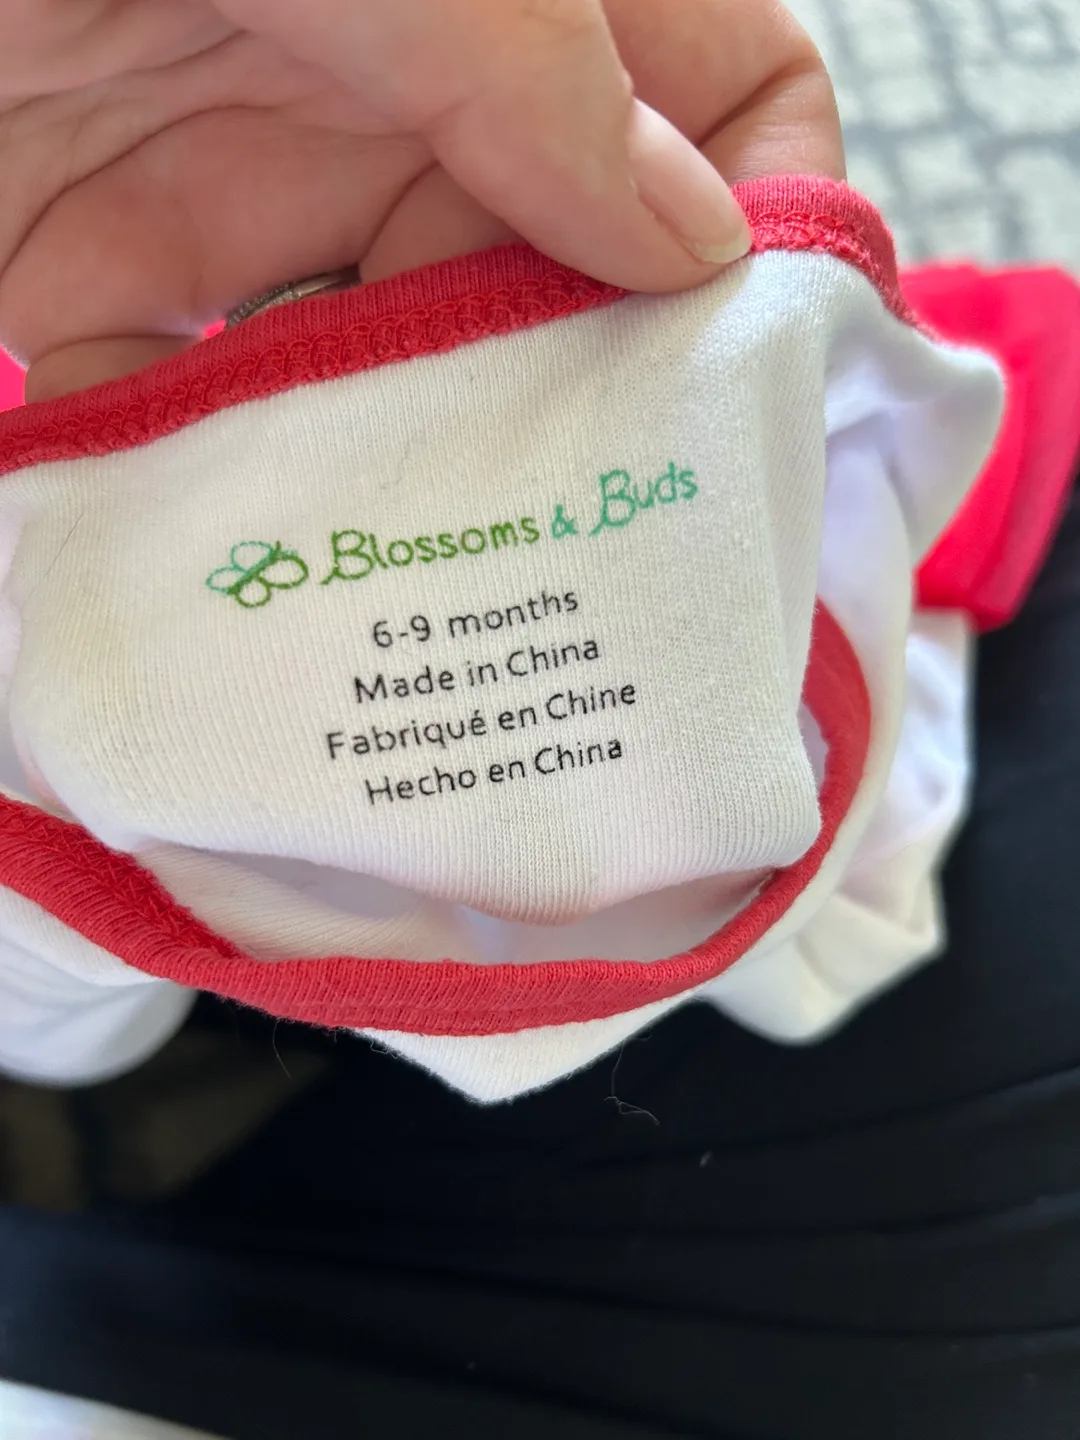 Blossoms & Buds
6-9 months
Made in China
Fabriqué en Chine
Hecho en China